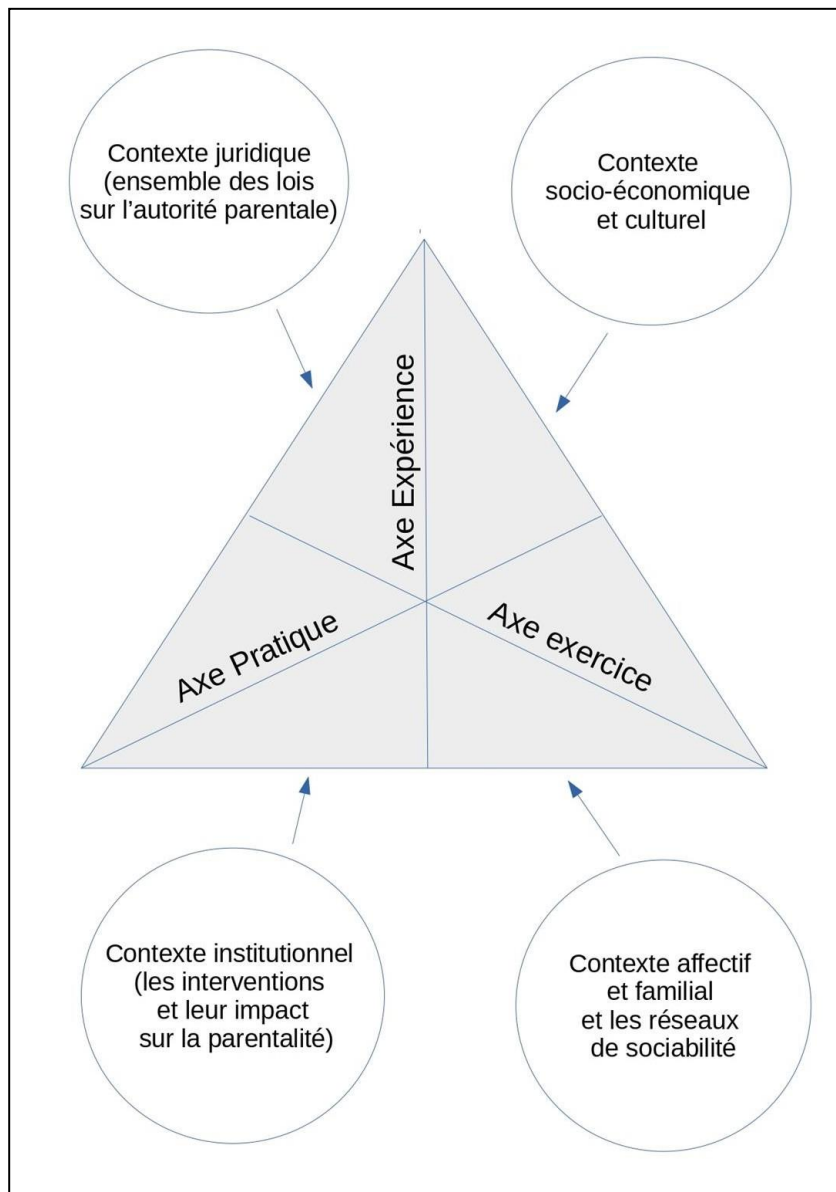 Contexte juridique
(ensemble des lois
sur l'autorité parentale)
Contexte
socio-économique
et culturel
Axe Expérience
Axe Pratique
Axe exercice
Contexte institutionnel
(les interventions
et leur impact
sur la parentalité)
Contexte affectif
et familial
et les réseaux
de sociabilité